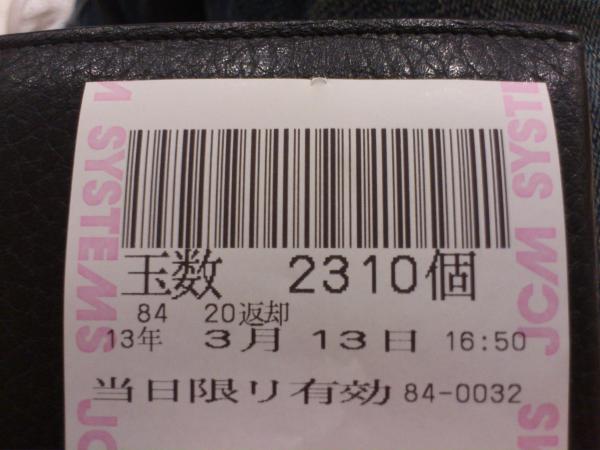 玉数 2310個
84 20返却
13年 3月 13日 16:50
当日限り有効 84-0032
JCM SYSTEMS
JCM SYSTEMS